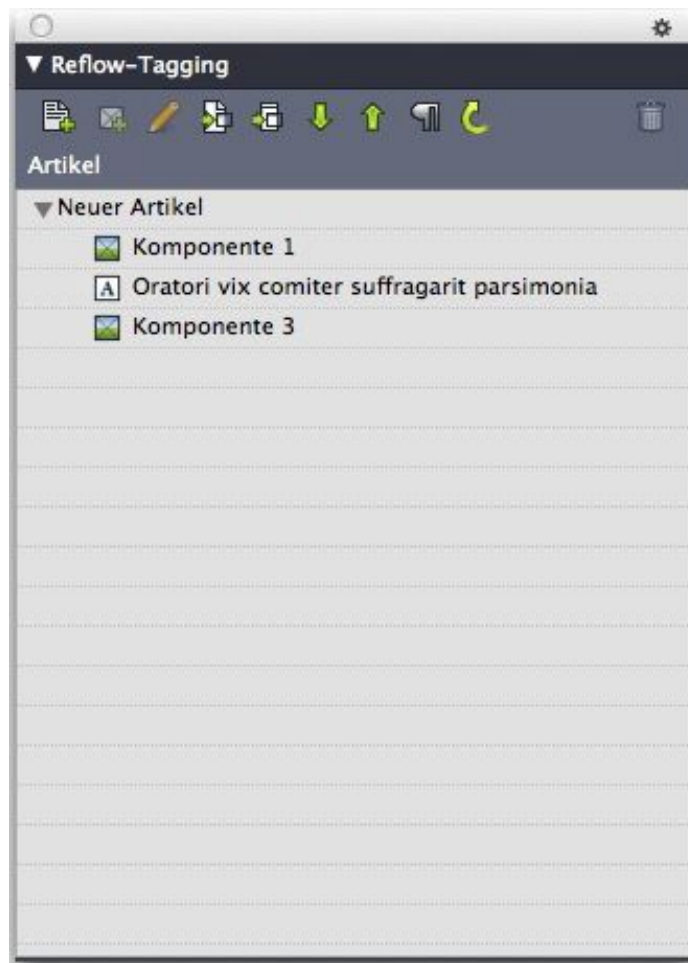 Reflow-Tagging
Artikel
Neuer Artikel
Komponente 1
A Oratori vix comiter suffragarit parsimonia
Komponente 3